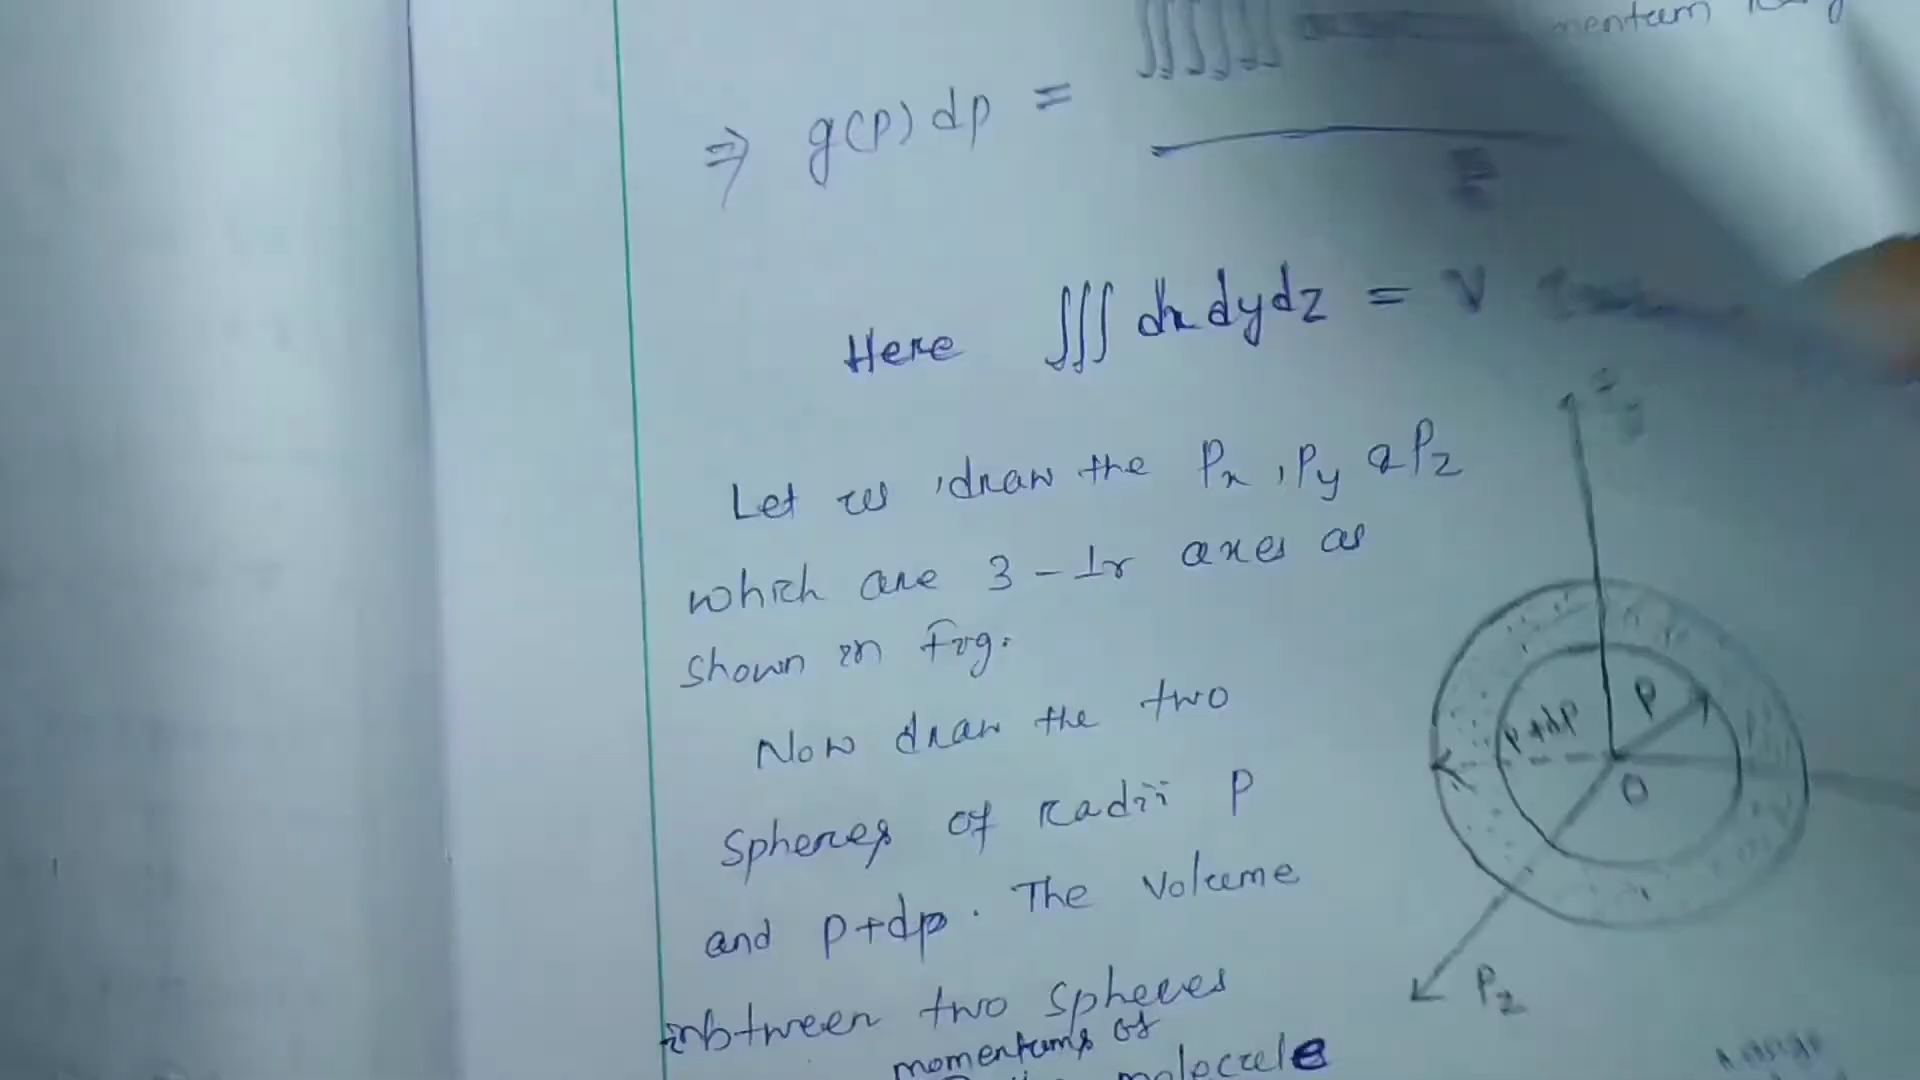 ∭∭
⇒ g(p) dp =
Here ∭ dx dy dz = V
Let us draw the Px, Py & Pz
which are 3 - ⊥r axes as
shown in Fig.
Now draw the two
spheres of radii P
and p+dp. The volume
inbtween two spheres
momentums of
molecule
P
P+dP
O
Pz